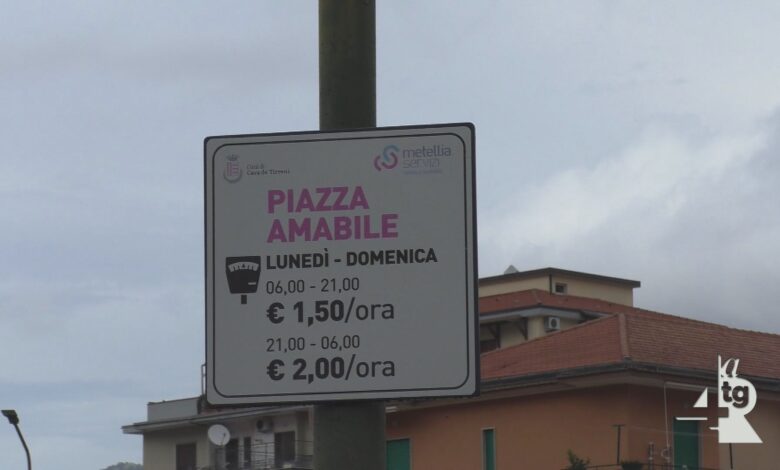 Città di
Cava de' Tirreni
metellia
servizi
PIAZZA
AMABILE
LUNEDÌ - DOMENICA
06,00 - 21,00
€ 1,50/ora
21,00 - 06,00
€ 2,00/ora
tg